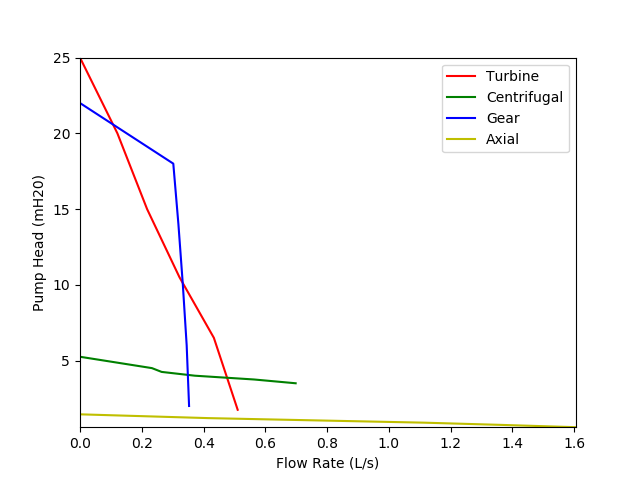 25
20
15
10
5
Pump Head (mH20)
0.0 0.2 0.4 0.6 0.8 1.0 1.2 1.4 1.6
Flow Rate (L/s)
Turbine
Centrifugal
Gear
Axial